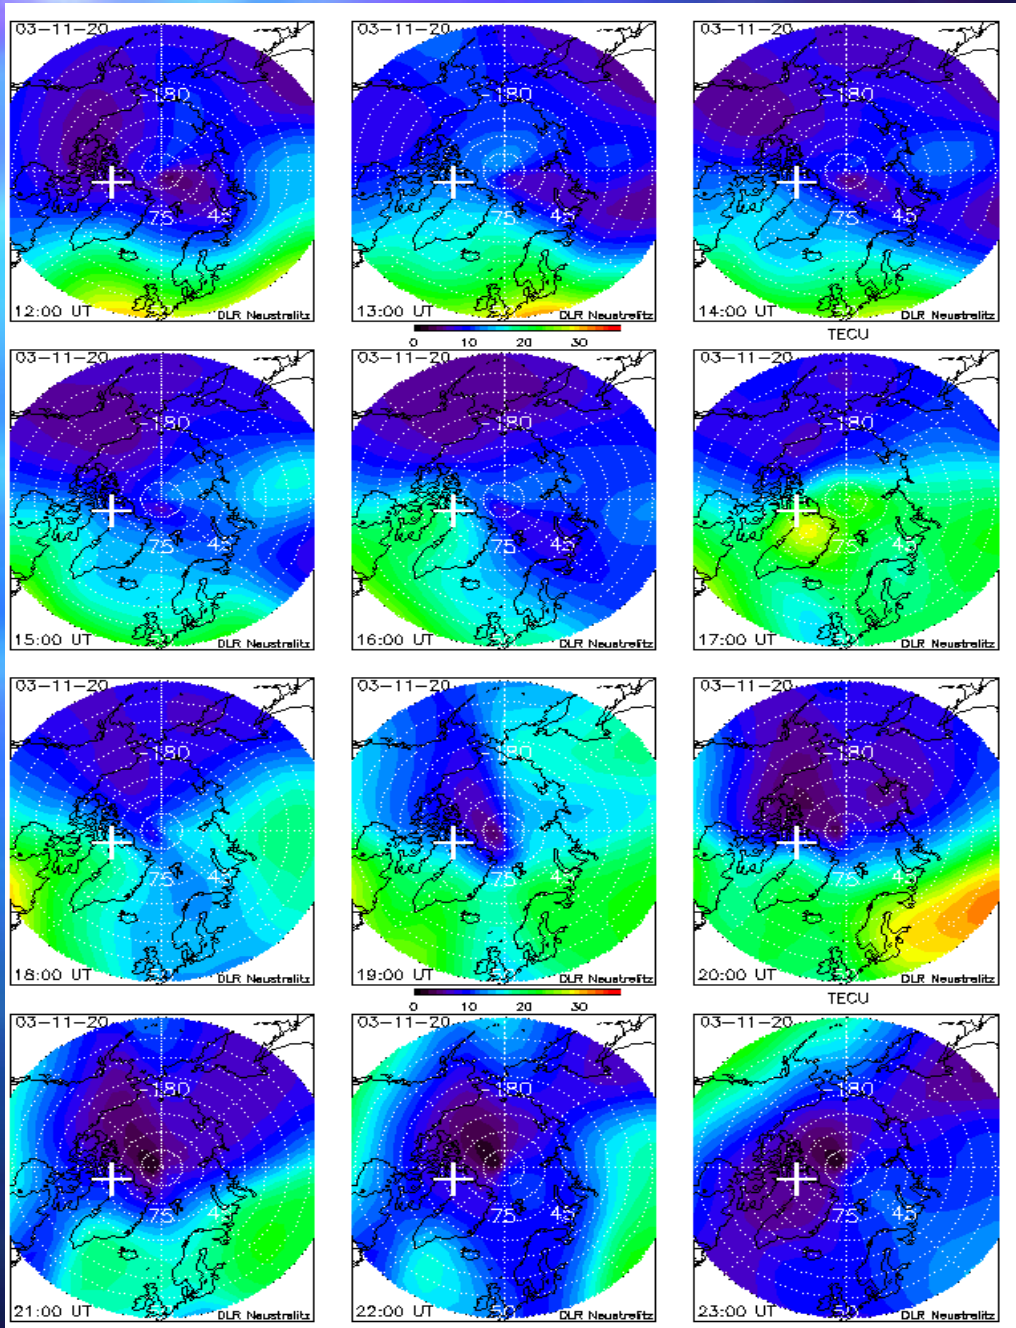 03-11-20 03-11-20 03-11-20
-180 -180 -180
75 45 75 45 75 45
12:00 UT DLR Neustrelitz 13:00 UT DLR Neustrelitz 14:00 UT DLR Neustrelitz
0 10 20 30 TECU
03-11-20 03-11-20 03-11-20
-180 -180 -180
75 45 75 45 75 45
15:00 UT DLR Neustrelitz 16:00 UT DLR Neustrelitz 17:00 UT DLR Neustrelitz
03-11-20 03-11-20 03-11-20
-180 -180 -180
75 45 75 45 75 45
18:00 UT DLR Neustrelitz 19:00 UT DLR Neustrelitz 20:00 UT DLR Neustrelitz
0 10 20 30 TECU
03-11-20 03-11-20 03-11-20
-180 -180 -180
75 45 75 45 75 45
21:00 UT DLR Neustrelitz 22:00 UT 50 DLR Neustrelitz 23:00 UT 50 DLR Neustrelitz